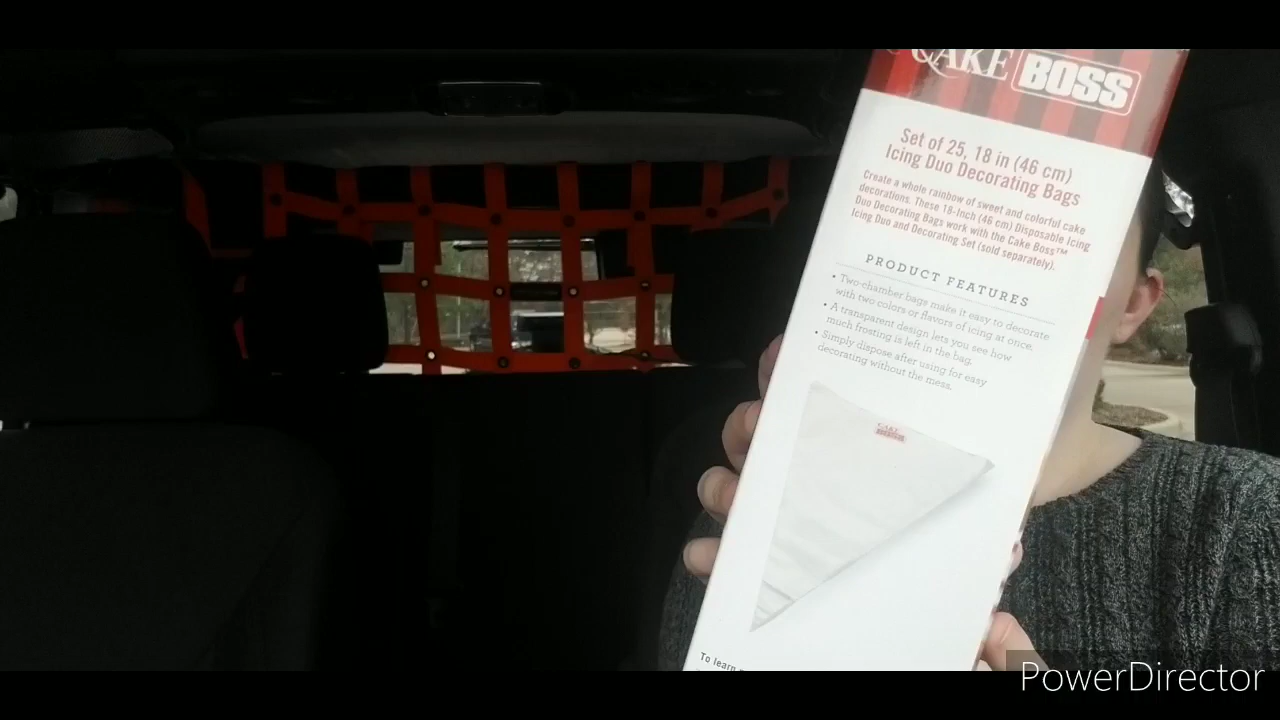 CAKE BOSS
Set of 25, 18 in (46 cm)
Icing Duo Decorating Bags
Create a whole rainbow of sweet and colorful cake
decorations. These 18-Inch (46 cm) Disposable Icing
Duo Decorating Bags work with the Cake Boss™
Icing Duo and Decorating Set (sold separately).
PRODUCT FEATURES
• Two-chamber bags make it easy to decorate
with two colors or flavors of icing at once.
• A transparent design lets you see how
much frosting is left in the bag.
• Simply dispose after using for easy
decorating without the mess.
CAKE
BOSS
To learn
PowerDirector